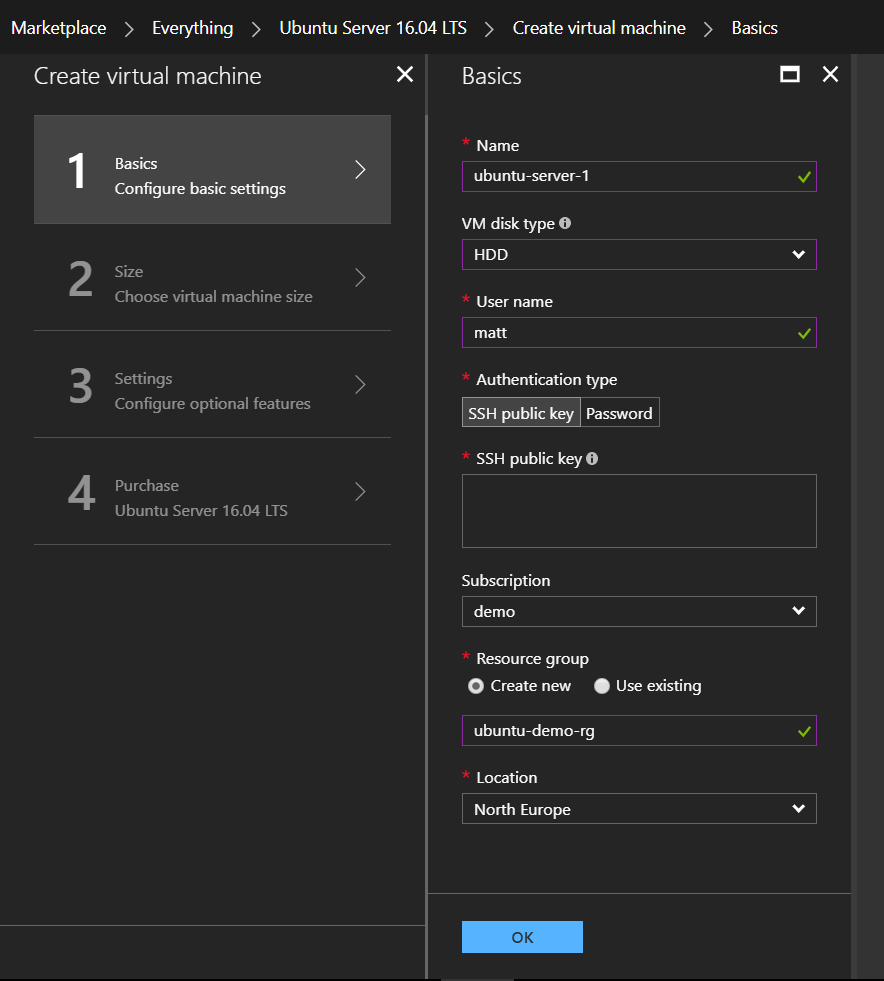 Marketplace > Everything > Ubuntu Server 16.04 LTS > Create virtual machine > Basics
Create virtual machine
1
Basics
Configure basic settings
2
Size
Choose virtual machine size
3
Settings
Configure optional features
4
Purchase
Ubuntu Server 16.04 LTS
Basics
* Name
ubuntu-server-1
VM disk type
HDD
* User name
matt
* Authentication type
SSH public key Password
* SSH public key
Subscription
demo
* Resource group
Create new Use existing
ubuntu-demo-rg
* Location
North Europe
OK